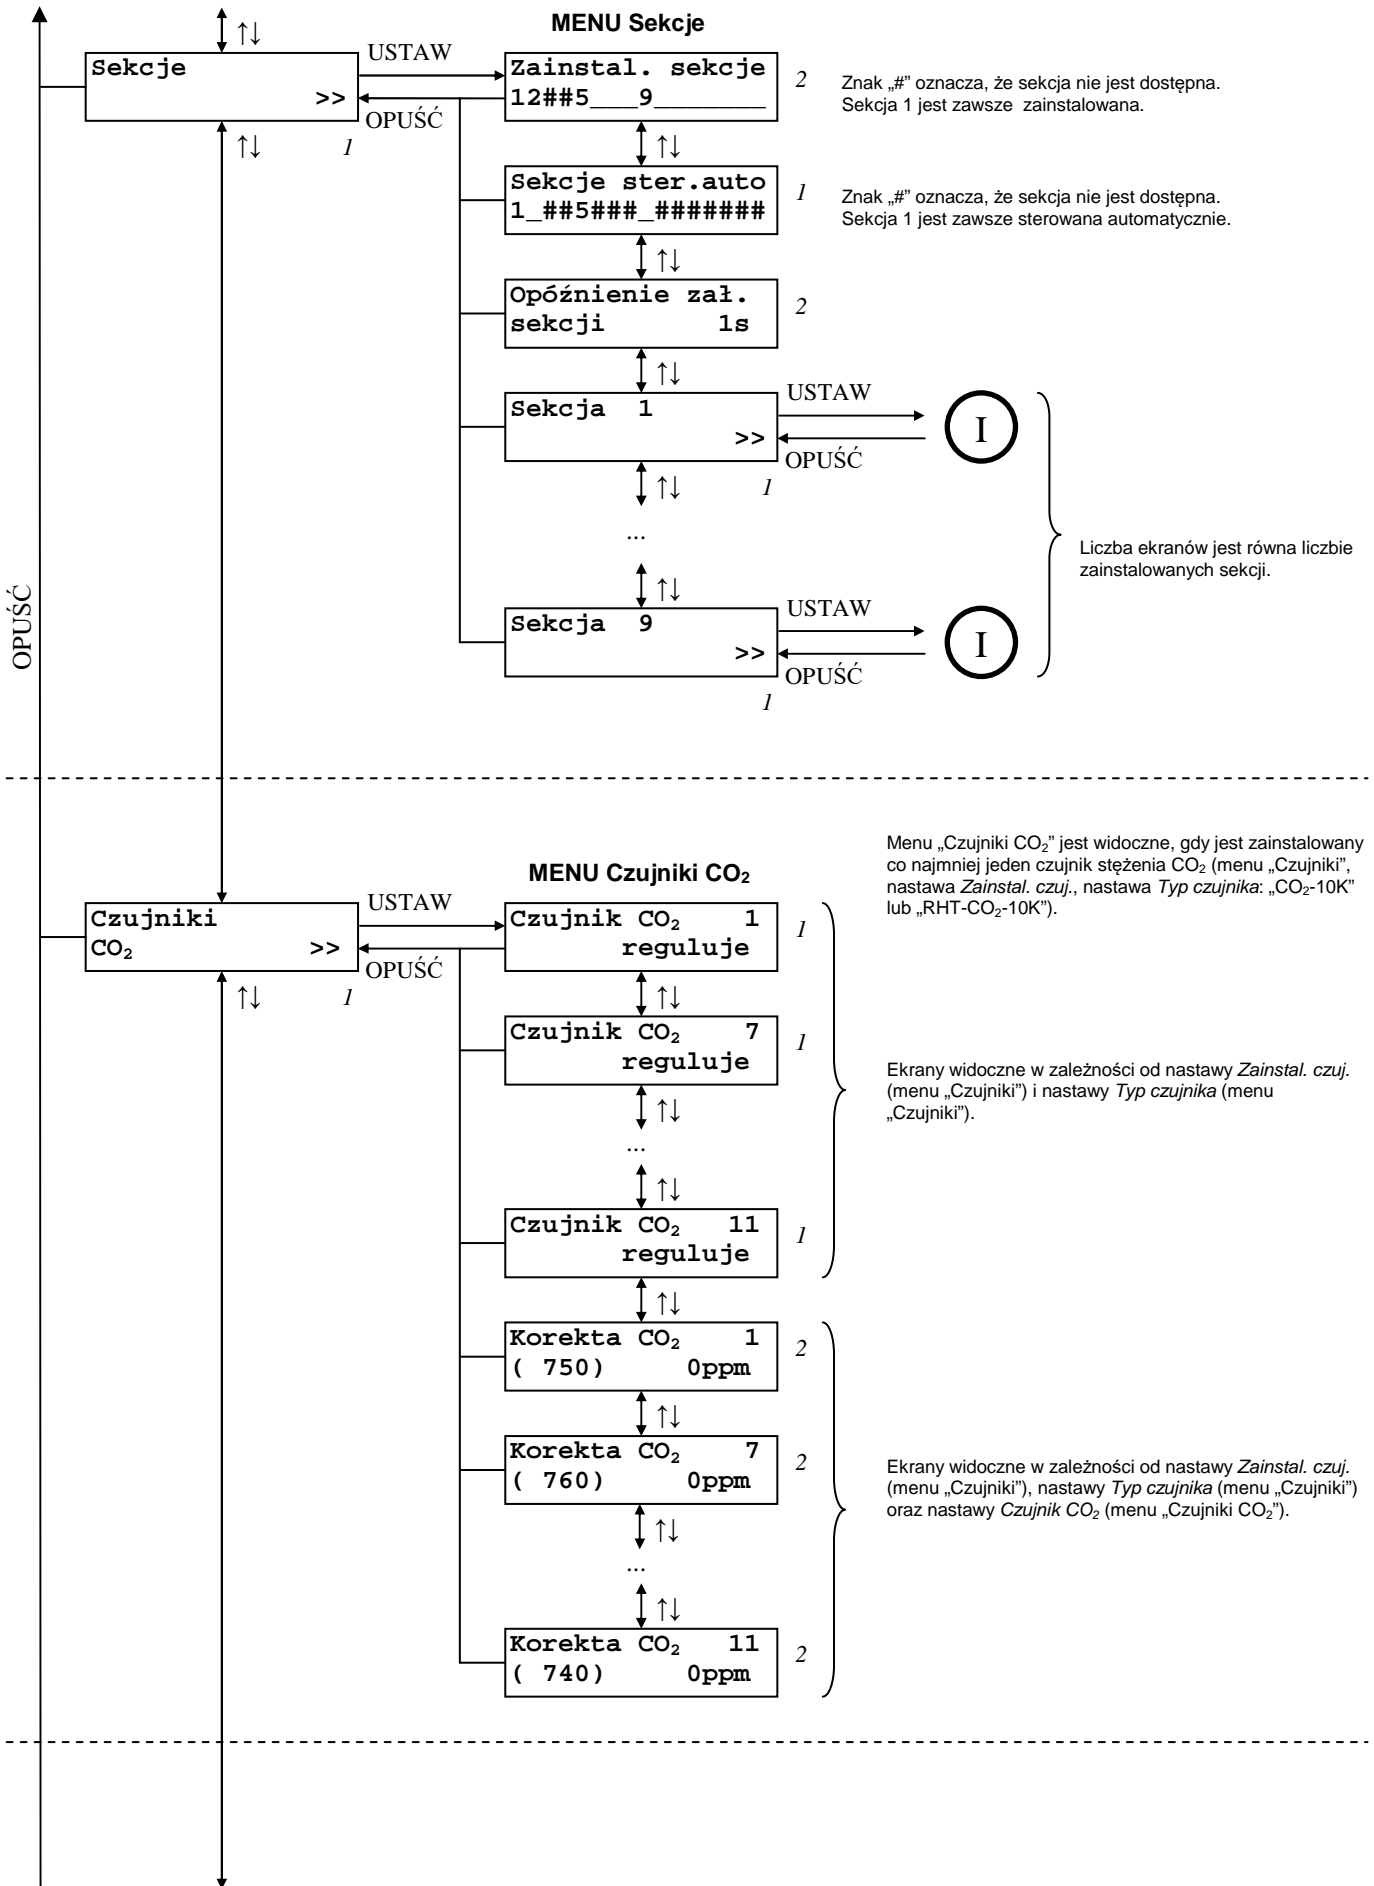 MENU Sekcje
↑↓
Sekcje
>>
USTAW
OPUŚĆ
↑↓
1
Zainstal. sekcje
12##5___9_______
2
Znak „#” oznacza, że sekcja nie jest dostępna.
Sekcja 1 jest zawsze zainstalowana.
↑↓
Sekcje ster.auto
1_##5###_#######
1
Znak „#” oznacza, że sekcja nie jest dostępna.
Sekcja 1 jest zawsze sterowana automatycznie.
↑↓
Opóźnienie zał.
sekcji 1s
2
↑↓
Sekcja 1
>>
USTAW
OPUŚĆ
I
1
↑↓
...
Liczba ekranów jest równa liczbie
zainstalowanych sekcji.
↑↓
Sekcja 9
>>
USTAW
OPUŚĆ
I
1
OPUŚĆ
Menu „Czujniki CO₂” jest widoczne, gdy jest zainstalowany
co najmniej jeden czujnik stężenia CO₂ (menu „Czujniki”,
nastawa Zainstal. czuj., nastawa Typ czujnika: „CO₂-10K”
lub „RHT-CO₂-10K”).
MENU Czujniki CO₂
Czujniki
CO₂ >>
USTAW
OPUŚĆ
↑↓
1
Czujnik CO₂ 1
reguluje
1
↑↓
Czujnik CO₂ 7
reguluje
1
Ekrany widoczne w zależności od nastawy Zainstal. czuj.
(menu „Czujniki”) i nastawy Typ czujnika (menu
„Czujniki”).
↑↓
...
↑↓
Czujnik CO₂ 11
reguluje
1
↑↓
Korekta CO₂ 1
( 750) 0ppm
2
↑↓
Korekta CO₂ 7
( 760) 0ppm
2
Ekrany widoczne w zależności od nastawy Zainstal. czuj.
(menu „Czujniki”), nastawy Typ czujnika (menu „Czujniki”)
oraz nastawy Czujnik CO₂ (menu „Czujniki CO₂”).
↑↓
...
↑↓
Korekta CO₂ 11
( 740) 0ppm
2